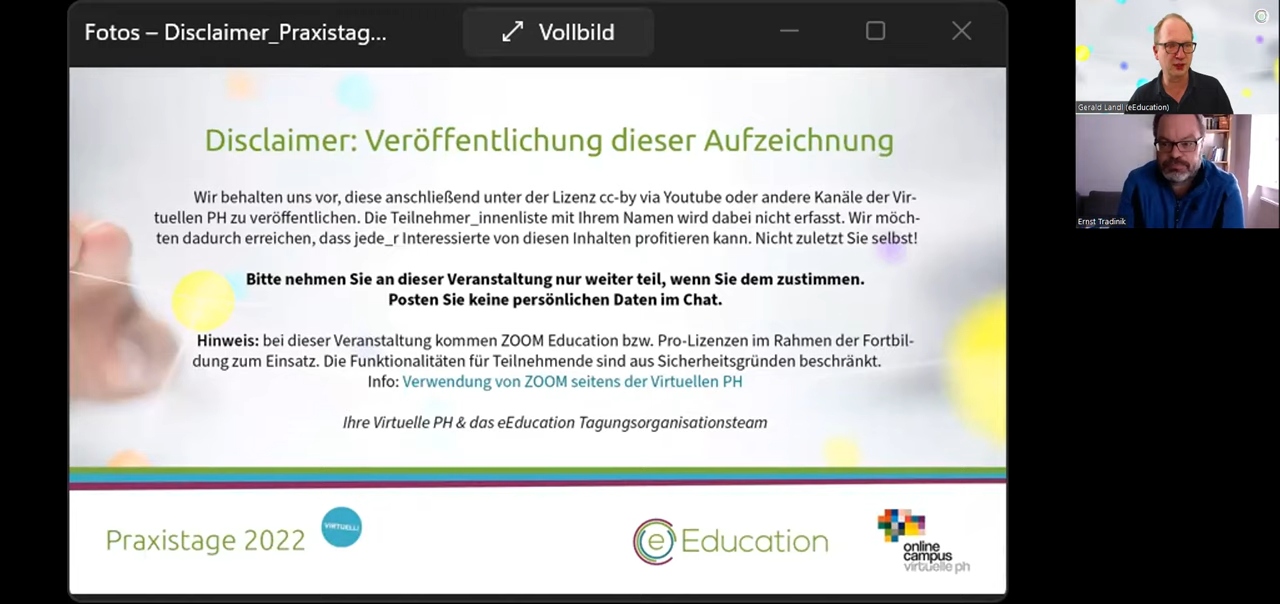 Fotos – Disclaimer_Praxistag...
Vollbild
Disclaimer: Veröffentlichung dieser Aufzeichnung
Wir behalten uns vor, diese anschließend unter der Lizenz cc-by via Youtube oder andere Kanäle der Vir-
tuellen PH zu veröffentlichen. Die Teilnehmer_innenliste mit Ihrem Namen wird dabei nicht erfasst. Wir möch-
ten dadurch erreichen, dass jede_r Interessierte von diesen Inhalten profitieren kann. Nicht zuletzt Sie selbst!
Bitte nehmen Sie an dieser Veranstaltung nur weiter teil, wenn Sie dem zustimmen.
Posten Sie keine persönlichen Daten im Chat.
Hinweis: bei dieser Veranstaltung kommen ZOOM Education bzw. Pro-Lizenzen im Rahmen der Fortbil-
dung zum Einsatz. Die Funktionalitäten für Teilnehmende sind aus Sicherheitsgründen beschränkt.
Info: Verwendung von ZOOM seitens der Virtuellen PH
Ihre Virtuelle PH & das eEducation Tagungsorganisationsteam
Praxistage 2022
VIRTUELL!
e Education
online
campus
virtuelle ph
Gerald Landl (eEducation)
Ernst Tradinik